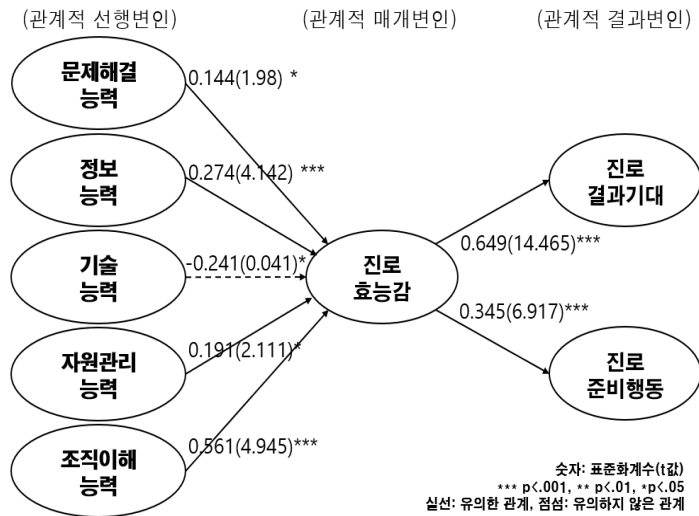 (관계적 선행변인) (관계적 매개변인) (관계적 결과변인)
문제해결
능력
0.144(1.98) *
정보
능력
0.274(4.142) ***
기술
능력
-0.241(0.041)*
자원관리
능력
0.191(2.111)*
조직이해
능력
0.561(4.945)***
진로
효능감
0.649(14.465)***
0.345(6.917)***
진로
결과기대
진로
준비행동
숫자: 표준화계수(t값)
*** p<.001, ** p<.01, *p<.05
실선: 유의한 관계, 점섬: 유의하지 않은 관계